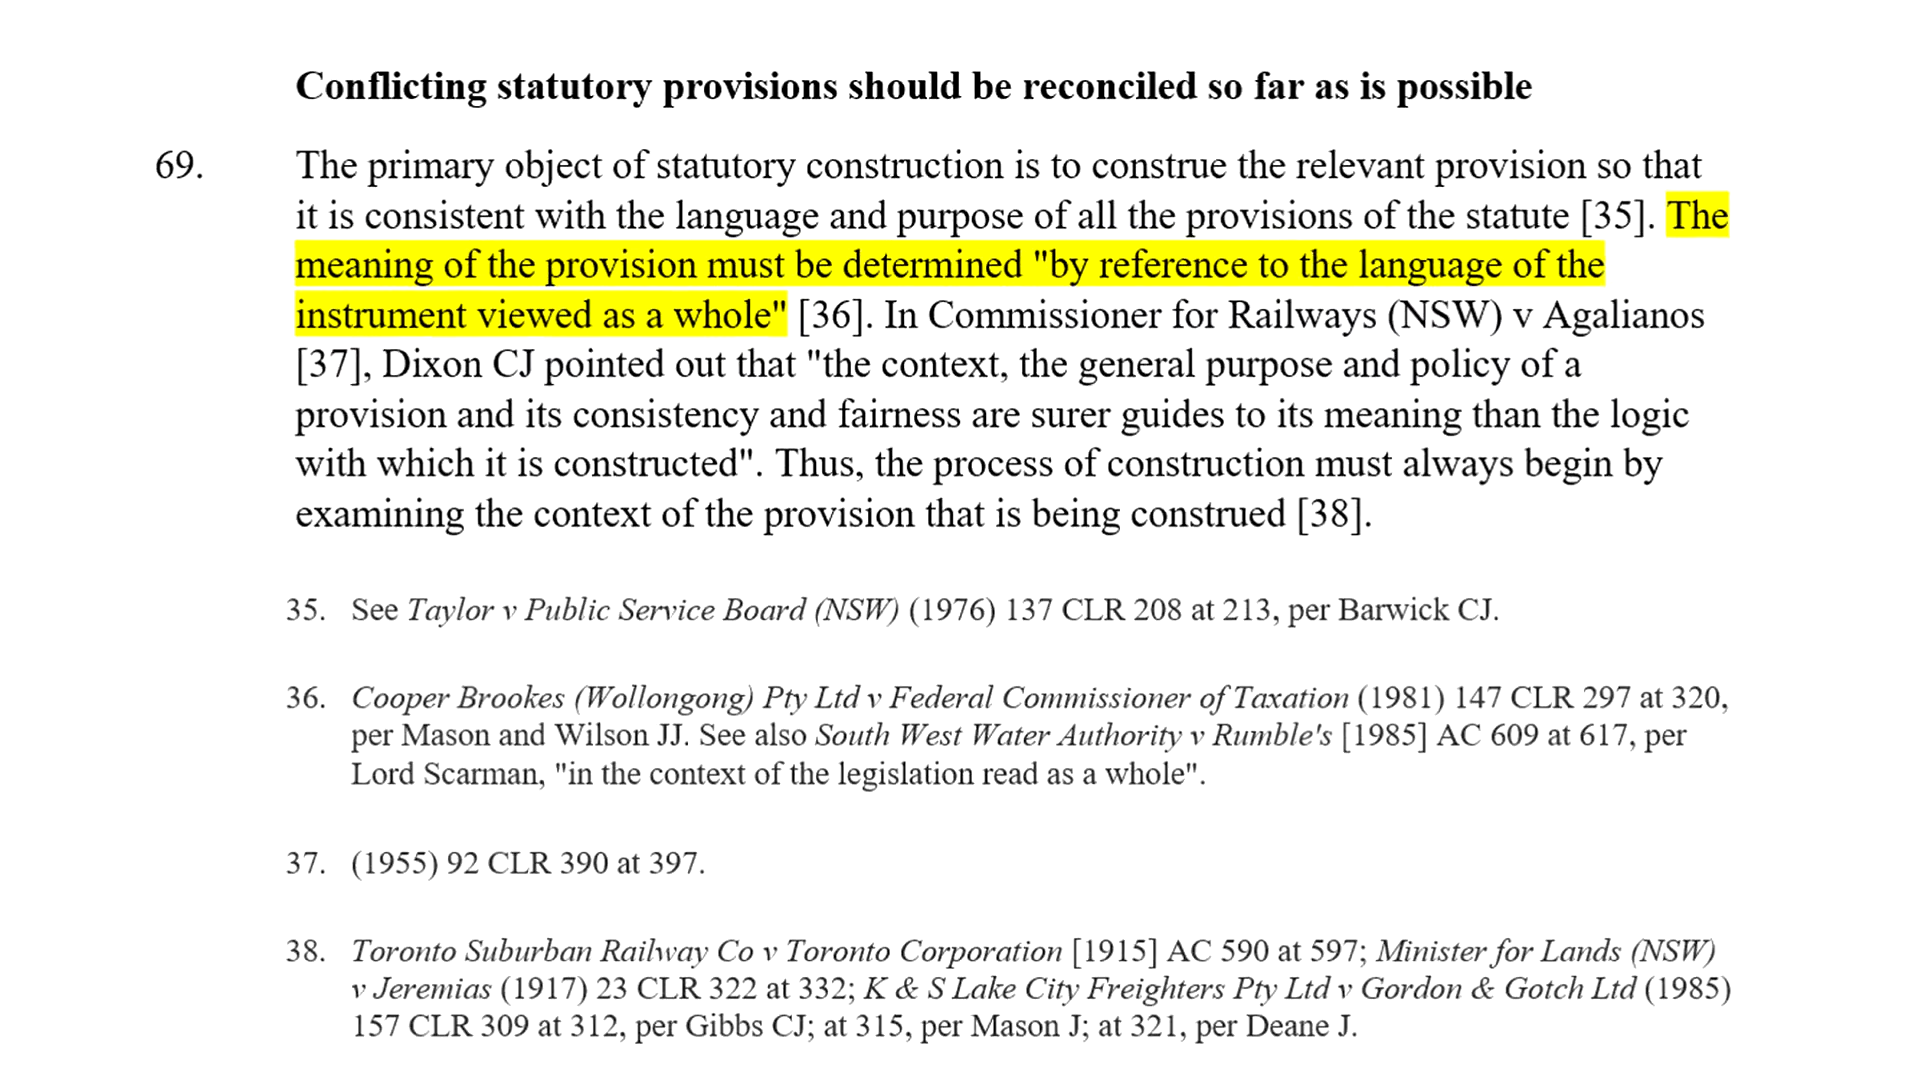 Conflicting statutory provisions should be reconciled so far as is possible
69. The primary object of statutory construction is to construe the relevant provision so that
it is consistent with the language and purpose of all the provisions of the statute [35]. The
meaning of the provision must be determined "by reference to the language of the
instrument viewed as a whole" [36]. In Commissioner for Railways (NSW) v Agalianos
[37], Dixon CJ pointed out that "the context, the general purpose and policy of a
provision and its consistency and fairness are surer guides to its meaning than the logic
with which it is constructed". Thus, the process of construction must always begin by
examining the context of the provision that is being construed [38].
35. See Taylor v Public Service Board (NSW) (1976) 137 CLR 208 at 213, per Barwick CJ.
36. Cooper Brookes (Wollongong) Pty Ltd v Federal Commissioner of Taxation (1981) 147 CLR 297 at 320,
per Mason and Wilson JJ. See also South West Water Authority v Rumble's [1985] AC 609 at 617, per
Lord Scarman, "in the context of the legislation read as a whole".
37. (1955) 92 CLR 390 at 397.
38. Toronto Suburban Railway Co v Toronto Corporation [1915] AC 590 at 597; Minister for Lands (NSW)
v Jeremias (1917) 23 CLR 322 at 332; K & S Lake City Freighters Pty Ltd v Gordon & Gotch Ltd (1985)
157 CLR 309 at 312, per Gibbs CJ; at 315, per Mason J; at 321, per Deane J.